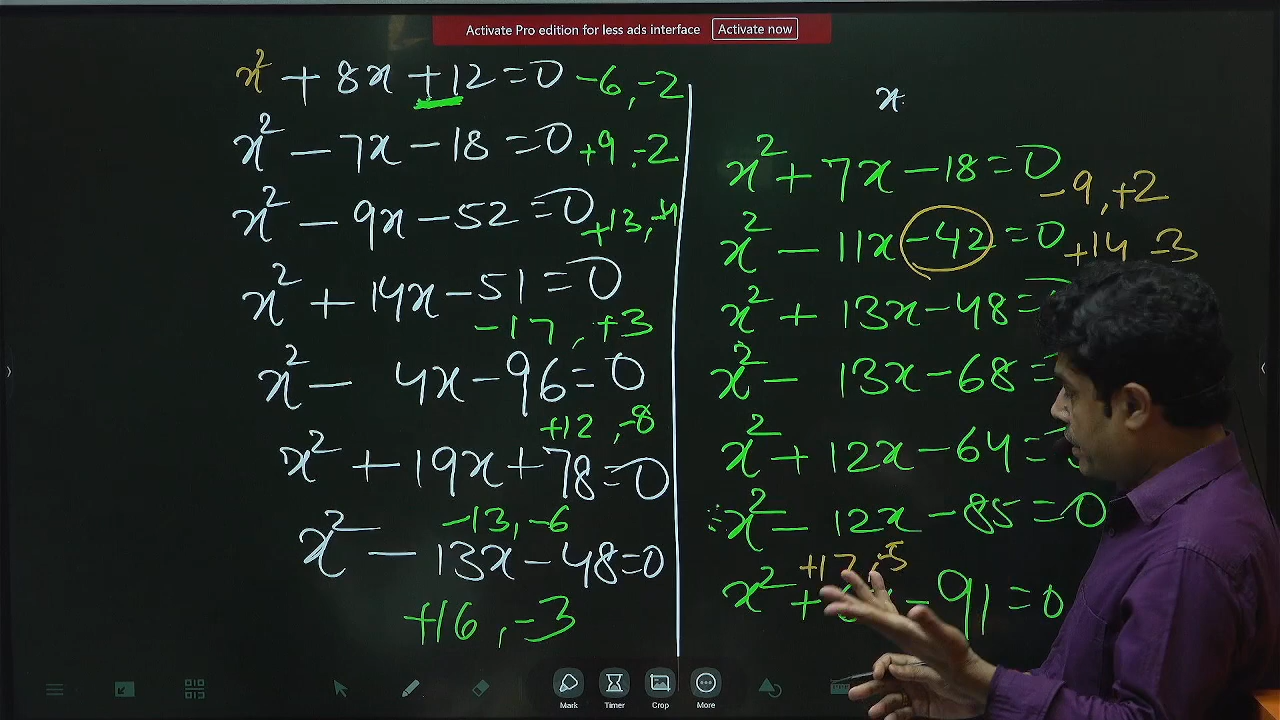 Activate Pro edition for less ads interface Activate now
x² + 8x + 12 = 0 -6, -2
x² - 7x - 18 = 0 +9, -2
x² - 9x - 52 = 0 +13, -4
x² + 14x - 51 = 0
-17, +3
x² - 4x - 96 = 0
+12, -8
x² + 19x + 78 = 0
-13, -6
x² - 13x - 48 = 0
+16, -3
x
x² + 7x - 18 = 0
-9, +2
x² - 11x - 42 = 0
+14 -3
x² + 13x - 48 =
x² - 13x - 68 =
x² + 12x - 64 =
x² - 12x - 85 = 0
+17, -5
x² + - 91 = 0
Mark Timer Crop More